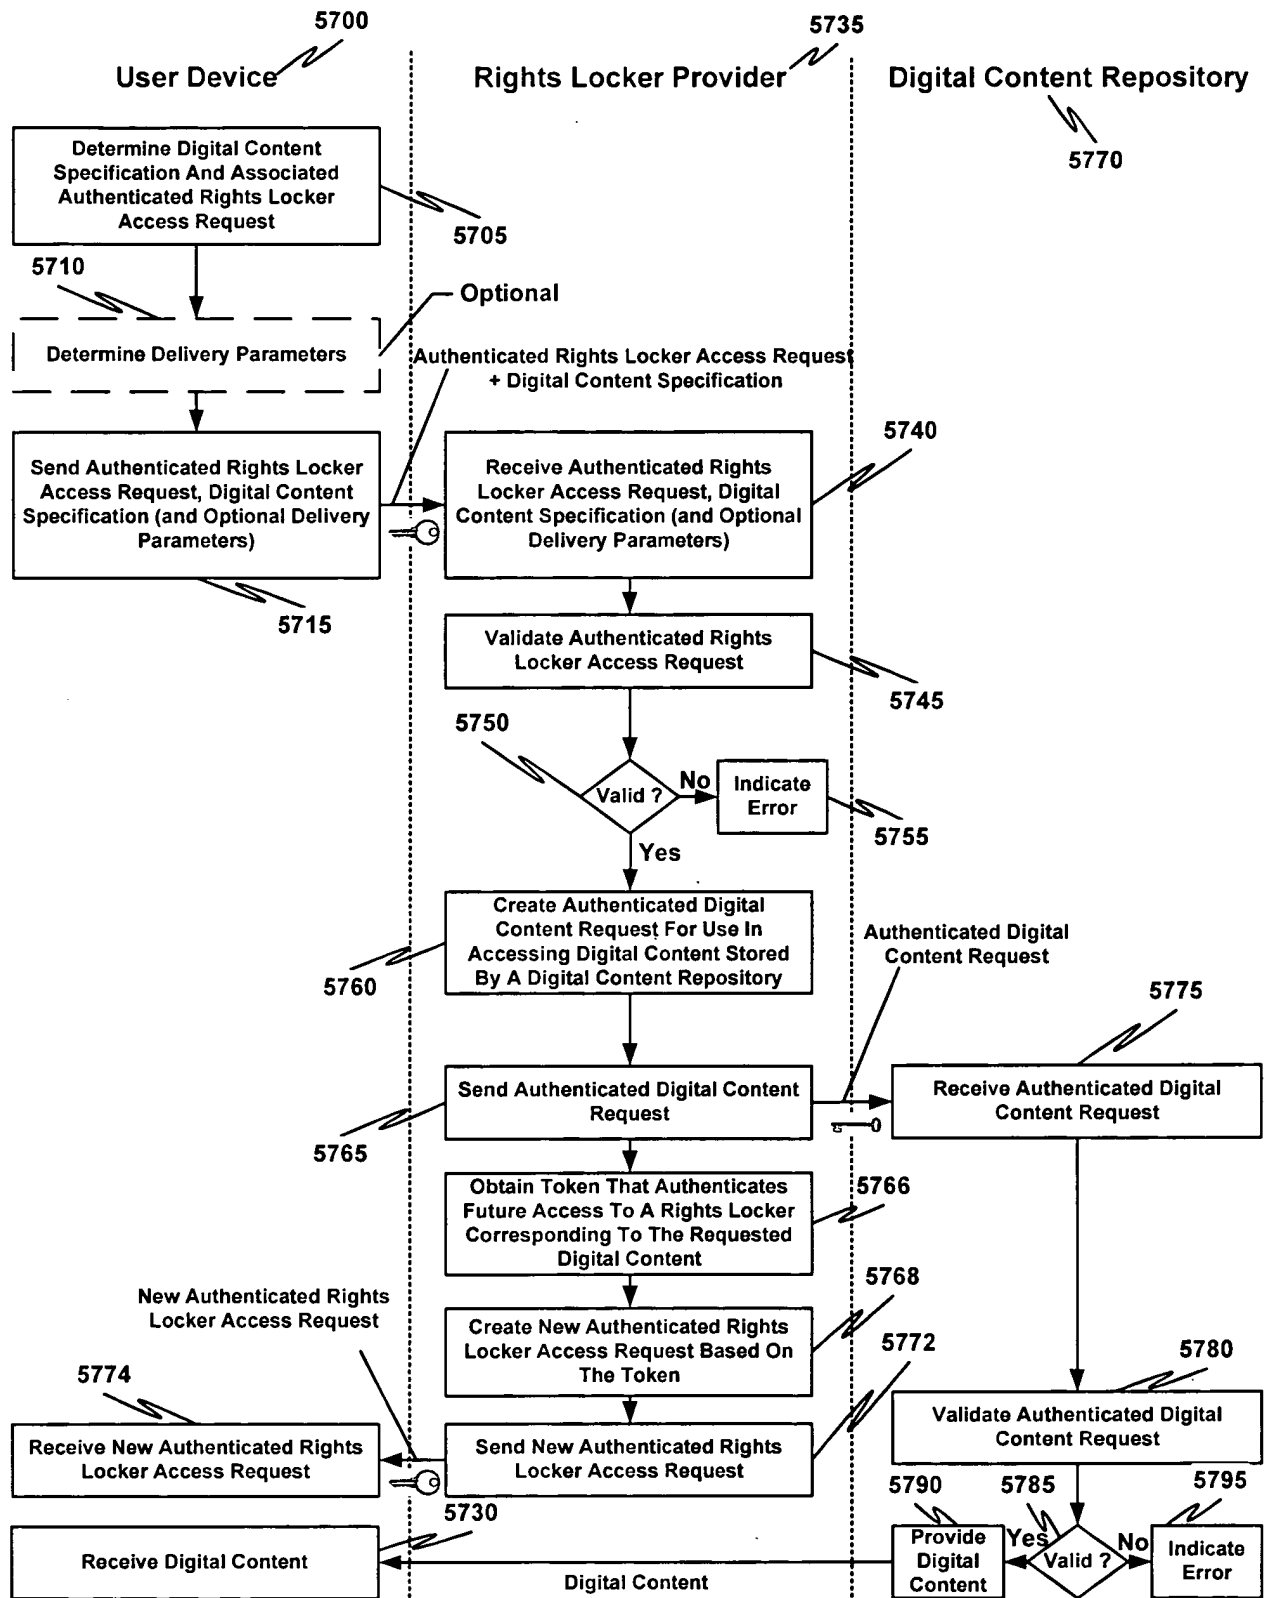 5700
5735
User Device
Rights Locker Provider
Digital Content Repository
5770
Determine Digital Content
Specification And Associated
Authenticated Rights Locker
Access Request
5705
5710
Optional
Determine Delivery Parameters
Authenticated Rights Locker Access Request
+ Digital Content Specification
5740
Send Authenticated Rights Locker
Access Request, Digital Content
Specification (and Optional Delivery
Parameters)
Receive Authenticated Rights
Locker Access Request, Digital
Content Specification (and Optional
Delivery Parameters)
5715
Validate Authenticated Rights
Locker Access Request
5745
5750
Valid ?
No
Indicate
Error
5755
Yes
Create Authenticated Digital
Content Request For Use In
Accessing Digital Content Stored
By A Digital Content Repository
5760
Authenticated Digital
Content Request
5775
Send Authenticated Digital Content
Request
Receive Authenticated Digital
Content Request
5765
Obtain Token That Authenticates
Future Access To A Rights Locker
Corresponding To The Requested
Digital Content
5766
5768
New Authenticated Rights
Locker Access Request
Create New Authenticated Rights
Locker Access Request Based On
The Token
5772
5774
5780
Receive New Authenticated Rights
Locker Access Request
Send New Authenticated Rights
Locker Access Request
Validate Authenticated Digital
Content Request
5730
5790
5785
5795
Receive Digital Content
Digital Content
Provide
Digital
Content
Yes
Valid ?
No
Indicate
Error